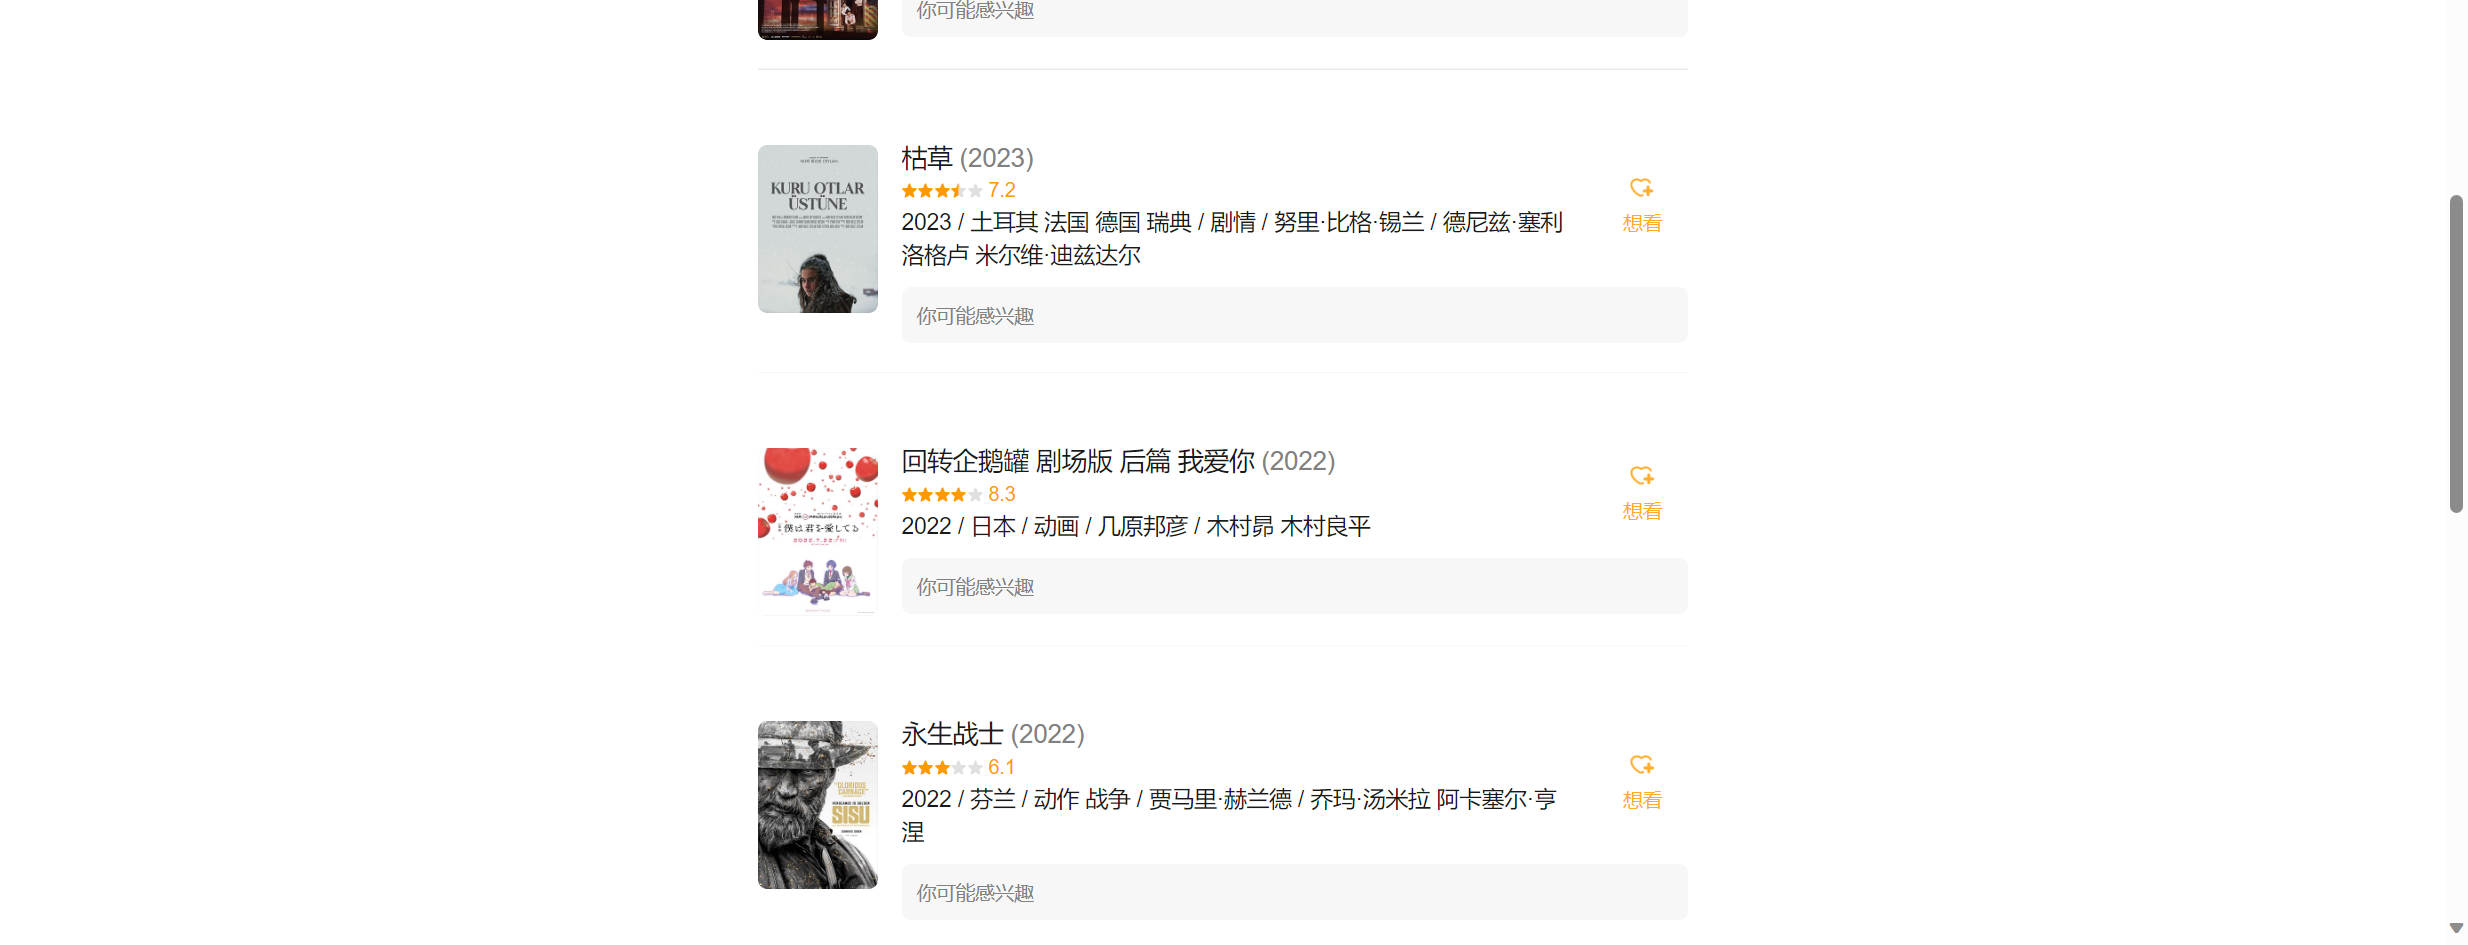 你可能感兴趣
枯草 (2023)
7.2
2023 / 土耳其 法国 德国 瑞典 / 剧情 / 努里·比格·锡兰 / 德尼兹·塞利
洛格卢 米尔维·迪兹达尔
想看
KURU OTLAR
ÜSTÜNE
你可能感兴趣
回转企鹅罐 剧场版 后篇 我爱你 (2022)
8.3
2022 / 日本 / 动画 / 几原邦彦 / 木村昴 木村良平
想看
僕は君を愛してる
你可能感兴趣
永生战士 (2022)
6.1
2022 / 芬兰 / 动作 战争 / 贾马里·赫兰德 / 乔玛·汤米拉 阿卡塞尔·亨
涅
想看
"GLORIOUS
CARNAGE"
VENGEANCE IS GOLDEN
SISU
你可能感兴趣